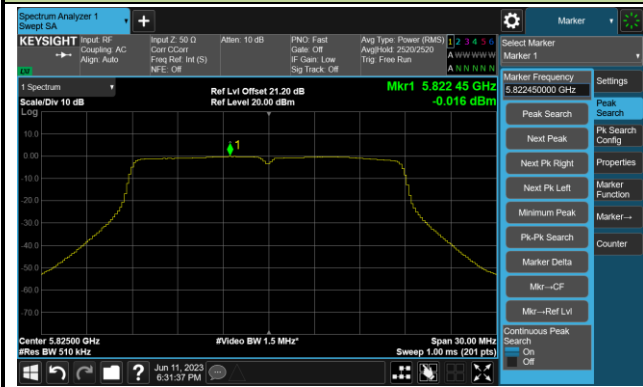 Spectrum Analyzer 1
Swept SA
+
Marker
KEYSIGHT
Input: RF
Coupling: AC
Align: Auto
Input Z: 50 Ω
Corr CCorr
Freq Ref: Int (S)
NFE: Off
Atten: 10 dB
PNO: Fast
Gate: Off
IF Gain: Low
Sig Track: Off
Avg Type: Power (RMS)
Avg|Hold: 2520/2520
Trig: Free Run
1 2 3 4 5 6
A W W W W W
A N N N N N
LW
Select Marker
Marker 1
1 Spectrum
Scale/Div 10 dB
Log
Ref Lvl Offset 21.20 dB
Ref Level 20.00 dBm
Mkr1 5.822 45 GHz
-0.016 dBm
10.0
0.00
-10.0
-20.0
-30.0
-40.0
-50.0
-60.0
-70.0
1
Center 5.82500 GHz
#Res BW 510 kHz
#Video BW 1.5 MHz*
Span 30.00 MHz
Sweep 1.00 ms (201 pts)
Marker Frequency
5.822450000 GHz
Peak Search
Next Peak
Next Pk Right
Next Pk Left
Minimum Peak
Pk-Pk Search
Marker Delta
Mkr→CF
Mkr→Ref Lvl
Continuous Peak
Search
On
Off
Settings
Peak
Search
Pk Search
Config
Properties
Marker
Function
Marker→
Counter
?
Jun 11, 2023
6:31:37 PM